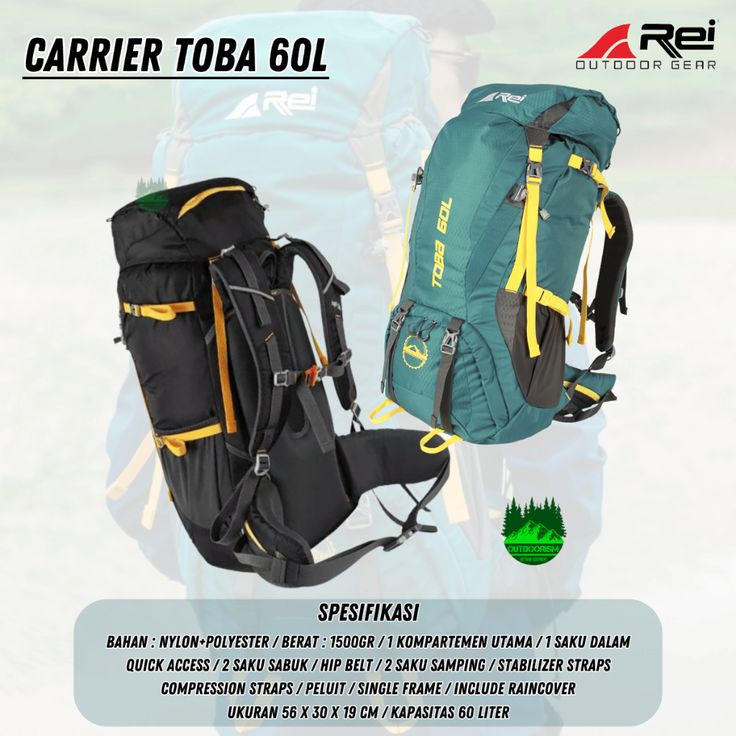 CARRIER TOBA 60L
Rei
OUTDOOR GEAR
Rei
Rei
TOBA 60L
OUTDOORISM
SPESIFIKASI
BAHAN : NYLON+POLYESTER / BERAT : 1500GR / 1 KOMPARTEMEN UTAMA / 1 SAKU DALAM
QUICK ACCESS / 2 SAKU SABUK / HIP BELT / 2 SAKU SAMPING / STABILIZER STRAPS
COMPRESSION STRAPS / PELUIT / SINGLE FRAME / INCLUDE RAINCOVER
UKURAN 56 X 30 X 19 CM / KAPASITAS 60 LITER